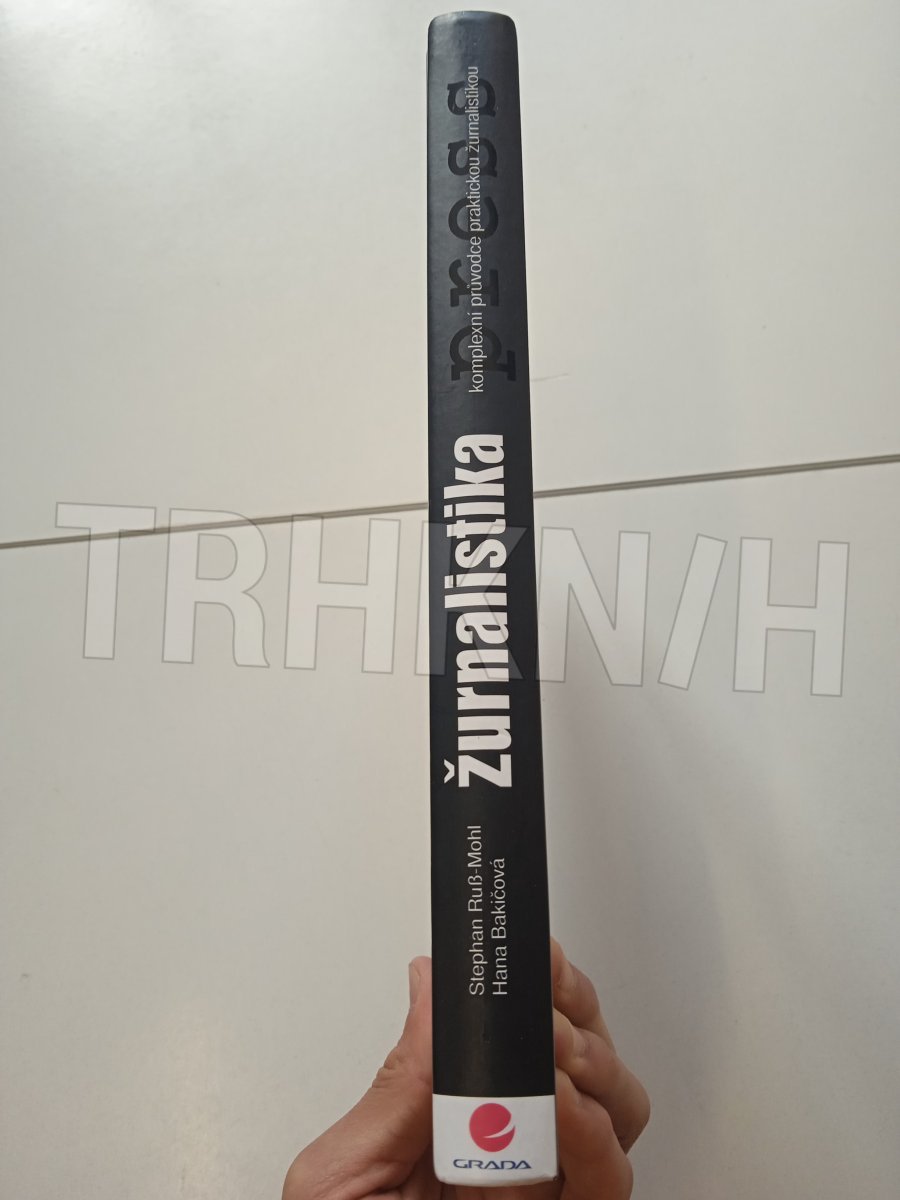 Stephan Ruß-Mohl
Hana Bakičová
žurnalistika
komplexní průvodce praktickou žurnalistikou
press
GRADA
TRHKNIH